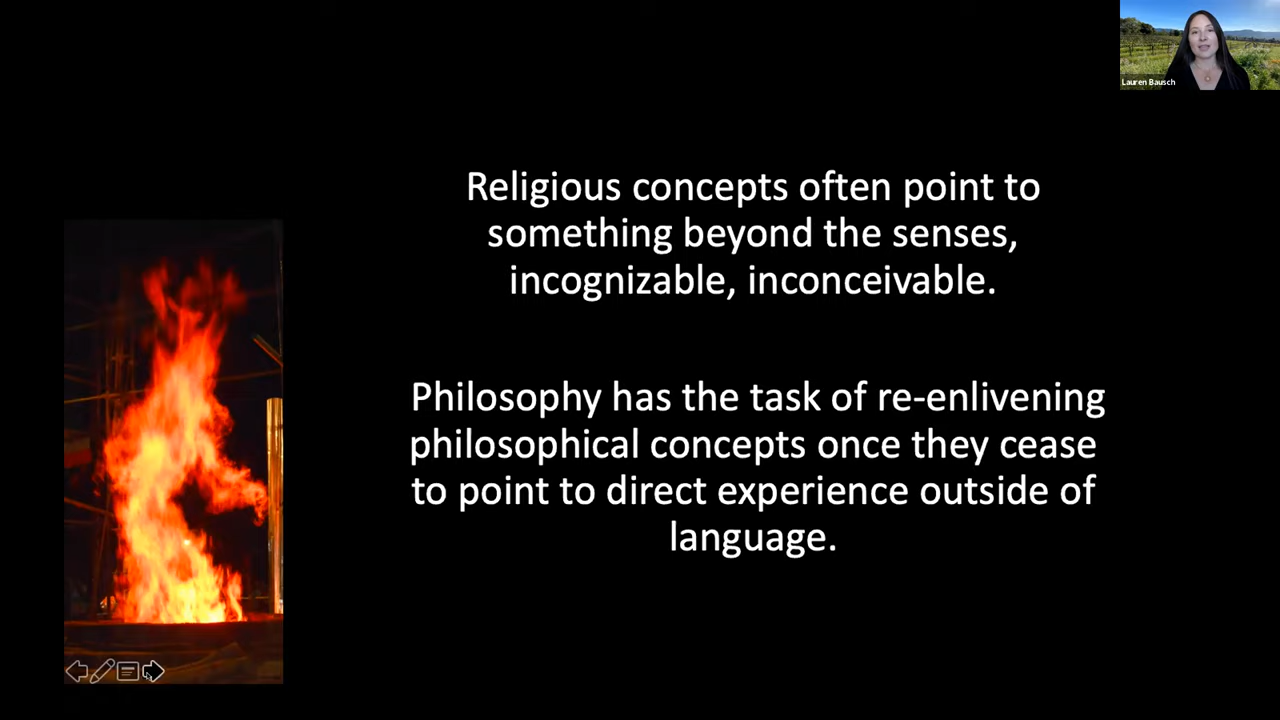 Lauren Bausch
Religious concepts often point to
something beyond the senses,
incognizable, inconceivable.
Philosophy has the task of re-enlivening
philosophical concepts once they cease
to point to direct experience outside of
language.